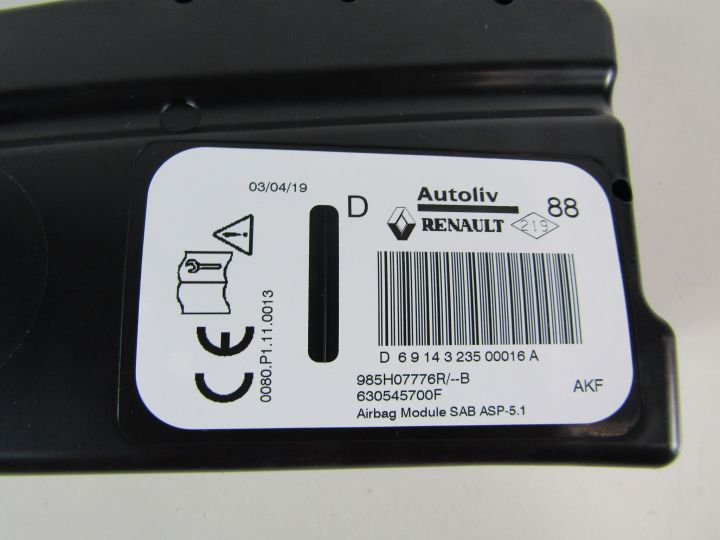 03/04/19
D
Autoliv
88
RENAULT
219
D 6 9 14 3 235 00016 A
985H07776R/--B
630545700F
AKF
Airbag Module SAB ASP-5.1
CE
0080.P1.11.0013